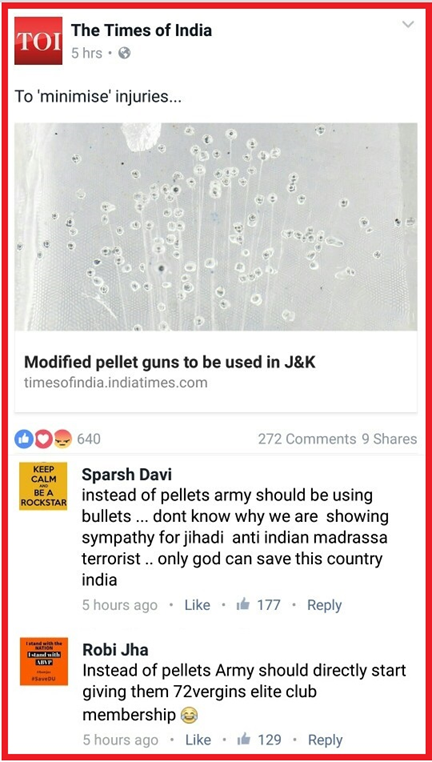 TOI
The Times of India
5 hrs •
To 'minimise' injuries...
Modified pellet guns to be used in J&K
timesofindia.indiatimes.com
640
272 Comments 9 Shares
KEEP
CALM
AND
BE A
ROCKSTAR
Sparsh Davi
instead of pellets army should be using
bullets ... dont know why we are showing
sympathy for jihadi anti indian madrassa
terrorist .. only god can save this country
india
5 hours ago • Like • 177 • Reply
I stand with the
NATION
I stand with
ABVP
#SaveDU
Robi Jha
Instead of pellets Army should directly start
giving them 72vergins elite club
membership 😂
5 hours ago • Like • 129 • Reply